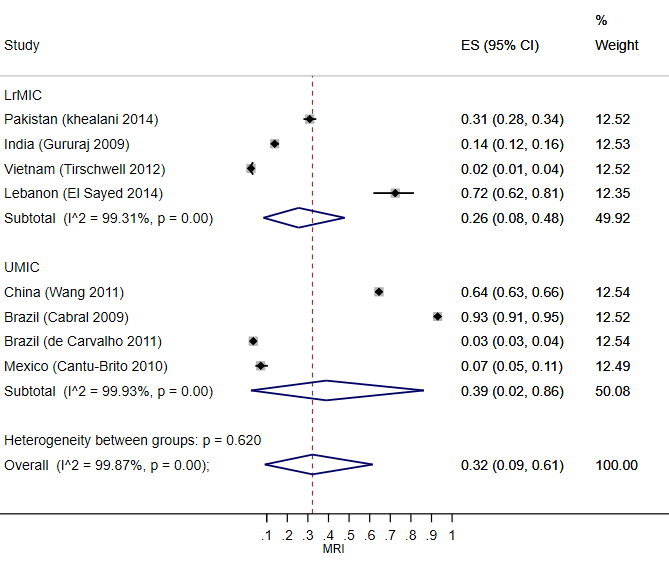 %
Study ES (95% CI) Weight
LrMIC
Pakistan (khealani 2014) 0.31 (0.28, 0.34) 12.52
India (Gururaj 2009) 0.14 (0.12, 0.16) 12.53
Vietnam (Tirschwell 2012) 0.02 (0.01, 0.04) 12.52
Lebanon (El Sayed 2014) 0.72 (0.62, 0.81) 12.35
Subtotal (I^2 = 99.31%, p = 0.00) 0.26 (0.08, 0.48) 49.92
UMIC
China (Wang 2011) 0.64 (0.63, 0.66) 12.54
Brazil (Cabral 2009) 0.93 (0.91, 0.95) 12.52
Brazil (de Carvalho 2011) 0.03 (0.03, 0.04) 12.54
Mexico (Cantu-Brito 2010) 0.07 (0.05, 0.11) 12.49
Subtotal (I^2 = 99.93%, p = 0.00) 0.39 (0.02, 0.86) 50.08
Heterogeneity between groups: p = 0.620
Overall (I^2 = 99.87%, p = 0.00); 0.32 (0.09, 0.61) 100.00
.1 .2 .3 .4 .5 .6 .7 .8 .9 1
MRI